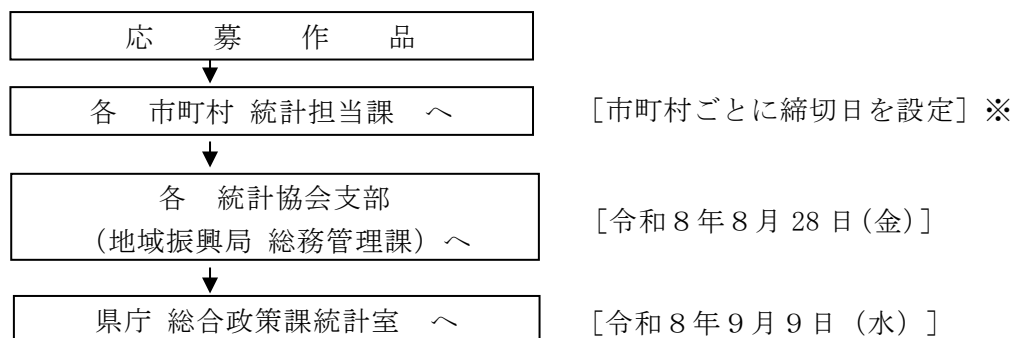 応　募　作　品
各　市町村 統計担当課　へ　　［市町村ごとに締切日を設定］※
各　統計協会支部
（地域振興局 総務管理課）へ　　［令和８年８月 28 日（金）］
県庁 総合政策課統計室　へ　　［令和８年９月９日（水）］